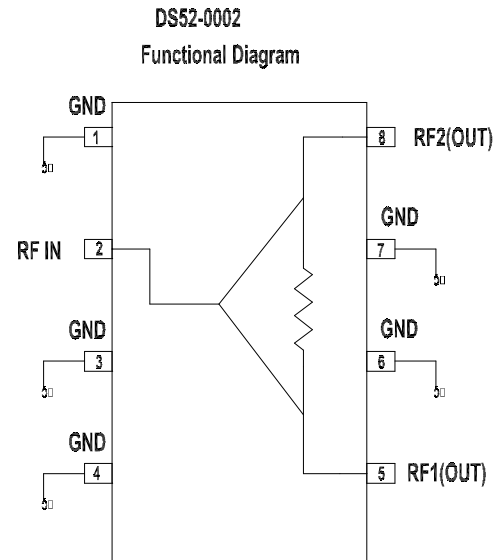 DS52-0002
Functional Diagram
GND
1
8
RF2(OUT)
GND
RF IN
2
7
GND
GND
3
6
GND
4
5
RF1(OUT)